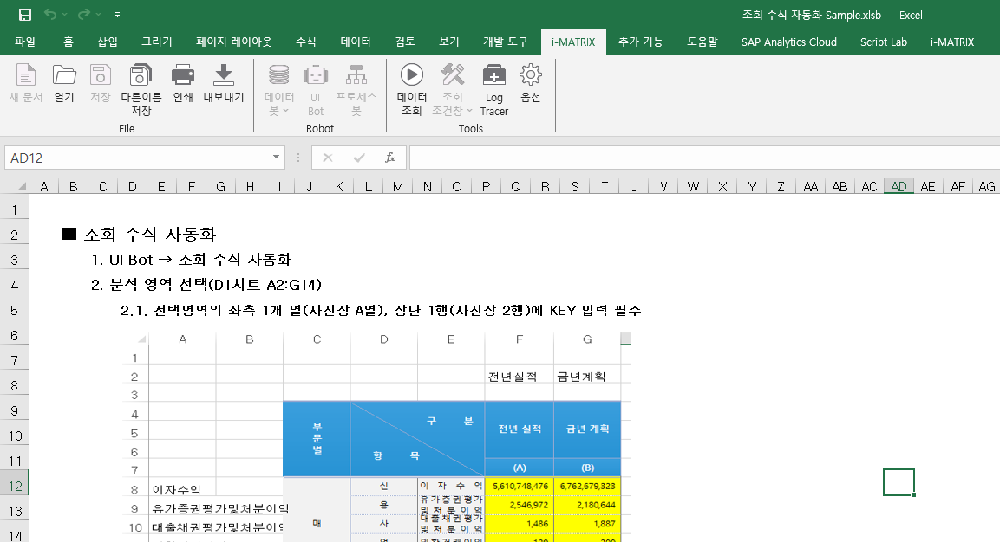 조회 수식 자동화 Sample.xlsb - Excel
파일 홈 삽입 그리기 페이지 레이아웃 수식 데이터 검토 보기 개발 도구 i-MATRIX 추가 기능 도움말 SAP Analytics Cloud Script Lab i-MATRIX
새 문서 열기 저장 다른이름 저장 인쇄 내보내기 데이터 봇 UI Bot 프로세스 봇 데이터 조회 조회 조건창 Log Tracer 옵션
File Robot Tools
AD12 fx
A B C D E F G H I J K L M N O P Q R S T U V W X Y Z AA AB AC AD AE AF AG
1
2 ■ 조회 수식 자동화
3 1. UI Bot → 조회 수식 자동화
4 2. 분석 영역 선택(D1시트 A2:G14)
5 2.1. 선택영역의 좌측 1개 열(사진상 A열), 상단 1행(사진상 2행)에 KEY 입력 필수
6
7
8
9
10
11
12
13
14
A B C D E F G
1
2 전년실적 금년계획
3
4 부문별 구 분
5 전년 실적 금년 계획
6 항 목
7 (A) (B)
8 이자수익 신 이 자 수 익 5,610,748,476 6,762,679,323
9 유가증권평가및처분이익 용 유가증권평가 및 처 분 이 익 2,546,972 2,180,644
10 대출채권평가및처분이익 매 사 대출채권평가 및 처 분 이 익 1,486 1,887